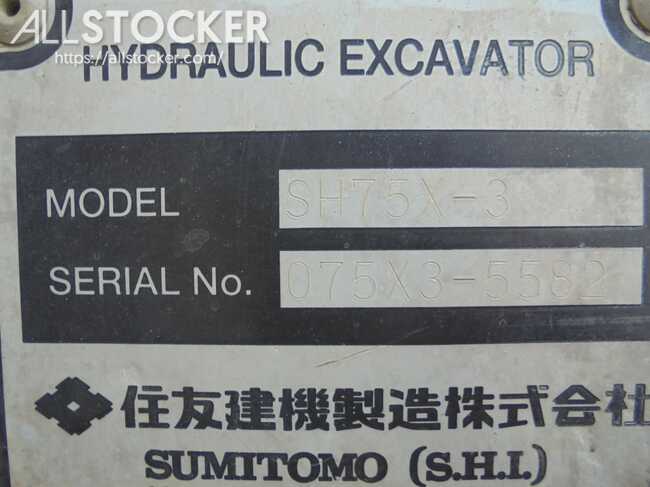 ALLSTOCKER
https://allstocker.com/
HYDRAULIC EXCAVATOR
MODEL SH75X-3
SERIAL No. 075X3-5582
住友建機製造株式会社
SUMITOMO (S.H.I.)